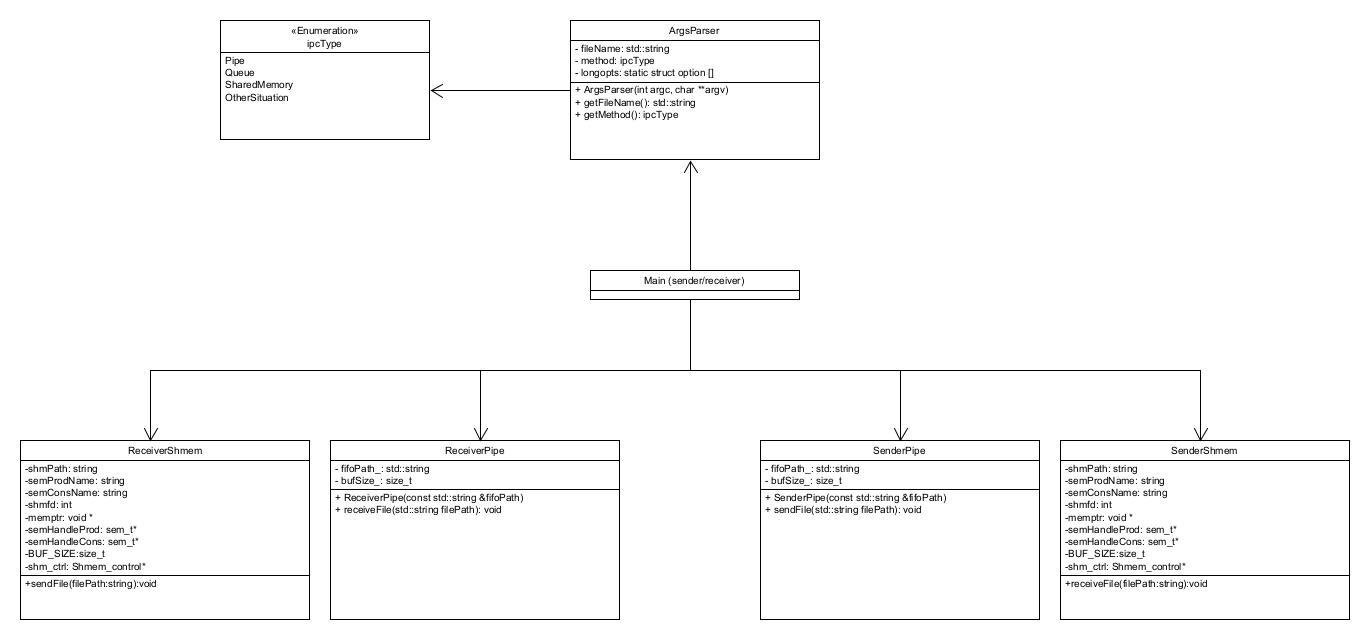 «Enumeration»
ipcType
Pipe
Queue
SharedMemory
OtherSituation
ArgsParser
- fileName: std::string
- method: ipcType
- longopts: static struct option []
+ ArgsParser(int argc, char **argv)
+ getFileName(): std::string
+ getMethod(): ipcType
Main (sender/receiver)
ReceiverShmem
-shmPath: string
-semProdName: string
-semConsName: string
-shmfd: int
-memptr: void *
-semHandleProd: sem_t*
-semHandleCons: sem_t*
-BUF_SIZE:size_t
-shm_ctrl: Shmem_control*
+sendFile(filePath:string):void
ReceiverPipe
- fifoPath_: std::string
- bufSize_: size_t
+ ReceiverPipe(const std::string &fifoPath)
+ receiveFile(std::string filePath): void
SenderPipe
- fifoPath_: std::string
- bufSize_: size_t
+ SenderPipe(const std::string &fifoPath)
+ sendFile(std::string filePath): void
SenderShmem
-shmPath: string
-semProdName: string
-semConsName: string
-shmfd: int
-memptr: void *
-semHandleProd: sem_t*
-semHandleCons: sem_t*
-BUF_SIZE:size_t
-shm_ctrl: Shmem_control*
+receiveFile(filePath:string):void